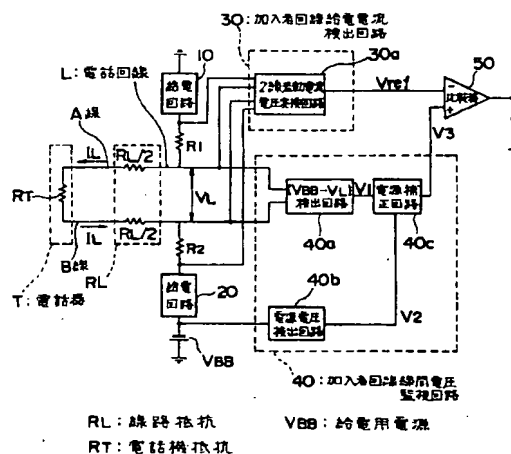 30:加入者回線給電電流
検出回路
30a
10
給電
回路
L:電話回線
2線差動電流
電圧変換回路
Vref
50
比較器
−
+
V3
A線
IL
RL/2
R1
RT
VL
|VBB−VL|
検出回路
V1
電源補
正回路
40a
40c
IL
RL/2
B線
RL
T:電話器
R2
20
給電
回路
40b
電源電圧
検出回路
V2
VBB
40:加入者回線線間電圧
監視回路
RL:線路抵抗
VBB:給電用電源
RT:電話機抵抗